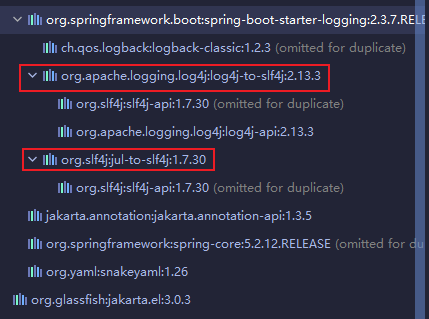 org.springframework.boot:spring-boot-starter-logging:2.3.7.RELE
ch.qos.logback:logback-classic:1.2.3 (omitted for duplicate)
org.apache.logging.log4j:log4j-to-slf4j:2.13.3
org.slf4j:slf4j-api:1.7.30 (omitted for duplicate)
org.apache.logging.log4j:log4j-api:2.13.3
org.slf4j:jul-to-slf4j:1.7.30
org.slf4j:slf4j-api:1.7.30 (omitted for duplicate)
jakarta.annotation:jakarta.annotation-api:1.3.5
org.springframework:spring-core:5.2.12.RELEASE (omitted for du
org.yaml:snakeyaml:1.26
org.glassfish:jakarta.el:3.0.3